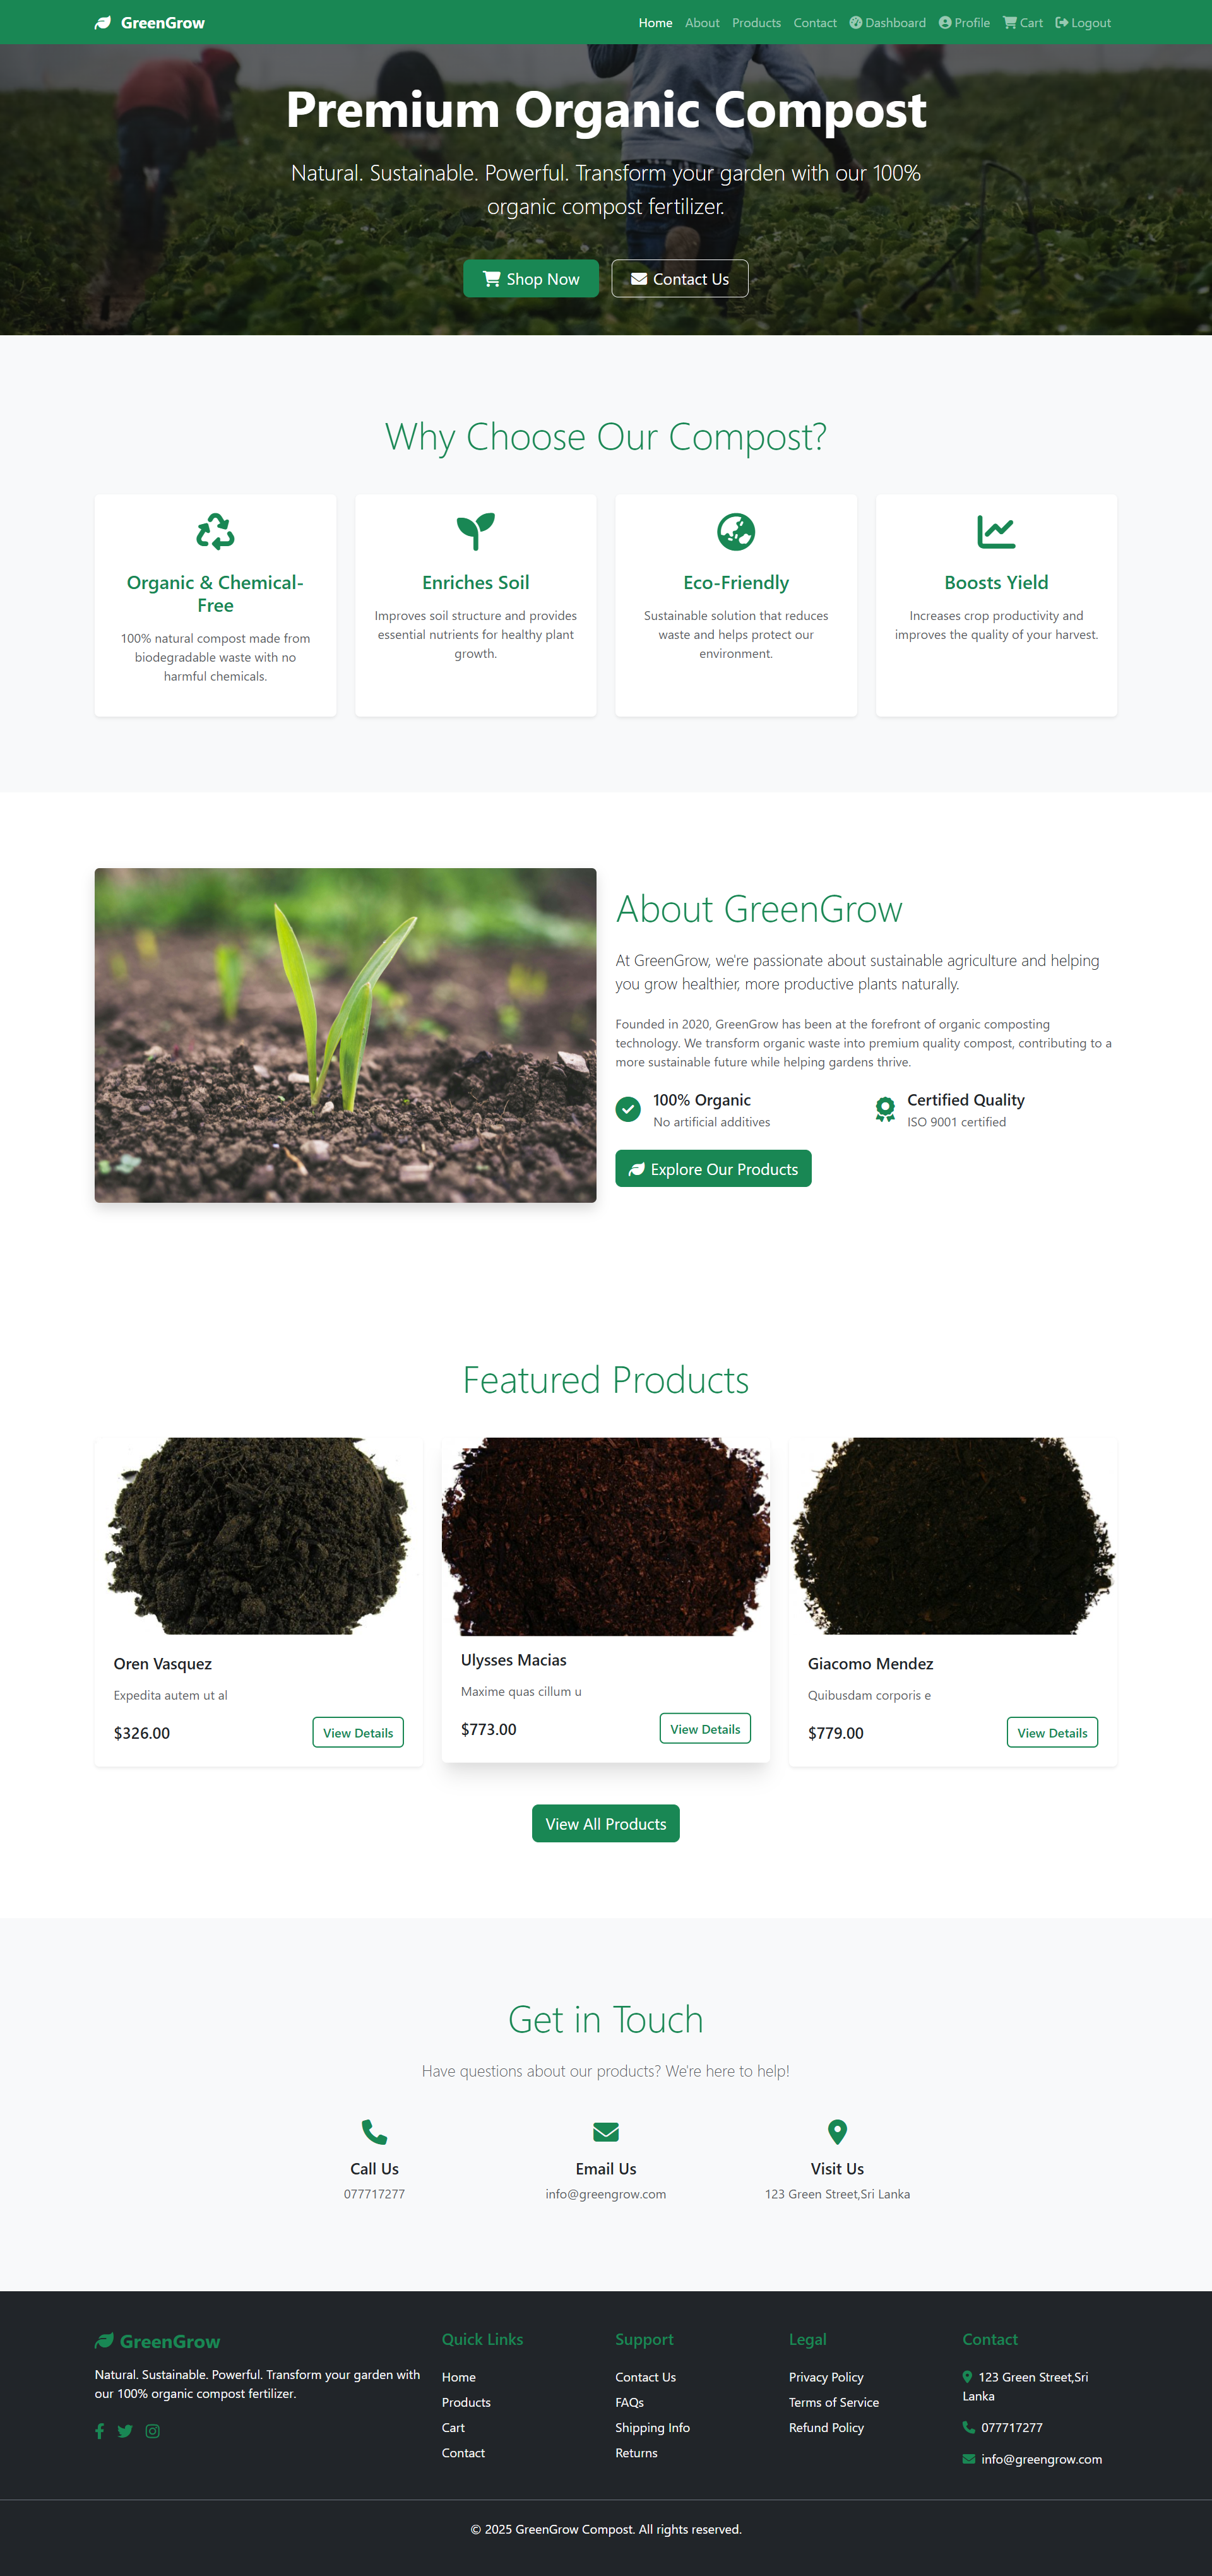 GreenGrow
Home About Products Contact Dashboard Profile Cart Logout
Premium Organic Compost
Natural. Sustainable. Powerful. Transform your garden with our 100%
organic compost fertilizer.
Shop Now
Contact Us
Why Choose Our Compost?
Organic & Chemical-
Free
100% natural compost made from
biodegradable waste with no
harmful chemicals.
Enriches Soil
Improves soil structure and provides
essential nutrients for healthy plant
growth.
Eco-Friendly
Sustainable solution that reduces
waste and helps protect our
environment.
Boosts Yield
Increases crop productivity and
improves the quality of your harvest.
About GreenGrow
At GreenGrow, we're passionate about sustainable agriculture and helping
you grow healthier, more productive plants naturally.
Founded in 2020, GreenGrow has been at the forefront of organic composting
technology. We transform organic waste into premium quality compost, contributing to a
more sustainable future while helping gardens thrive.
100% Organic
No artificial additives
Certified Quality
ISO 9001 certified
Explore Our Products
Featured Products
Oren Vasquez
Expedita autem ut al
$326.00
View Details
Ulysses Macias
Maxime quas cillum u
$773.00
View Details
Giacomo Mendez
Quibusdam corporis e
$779.00
View Details
View All Products
Get in Touch
Have questions about our products? We're here to help!
Call Us
077717277
Email Us
info@greengrow.com
Visit Us
123 Green Street,Sri Lanka
GreenGrow
Natural. Sustainable. Powerful. Transform your garden with
our 100% organic compost fertilizer.
Quick Links
Home
Products
Cart
Contact
Support
Contact Us
FAQs
Shipping Info
Returns
Legal
Privacy Policy
Terms of Service
Refund Policy
Contact
123 Green Street,Sri
Lanka
077717277
info@greengrow.com
© 2025 GreenGrow Compost. All rights reserved.